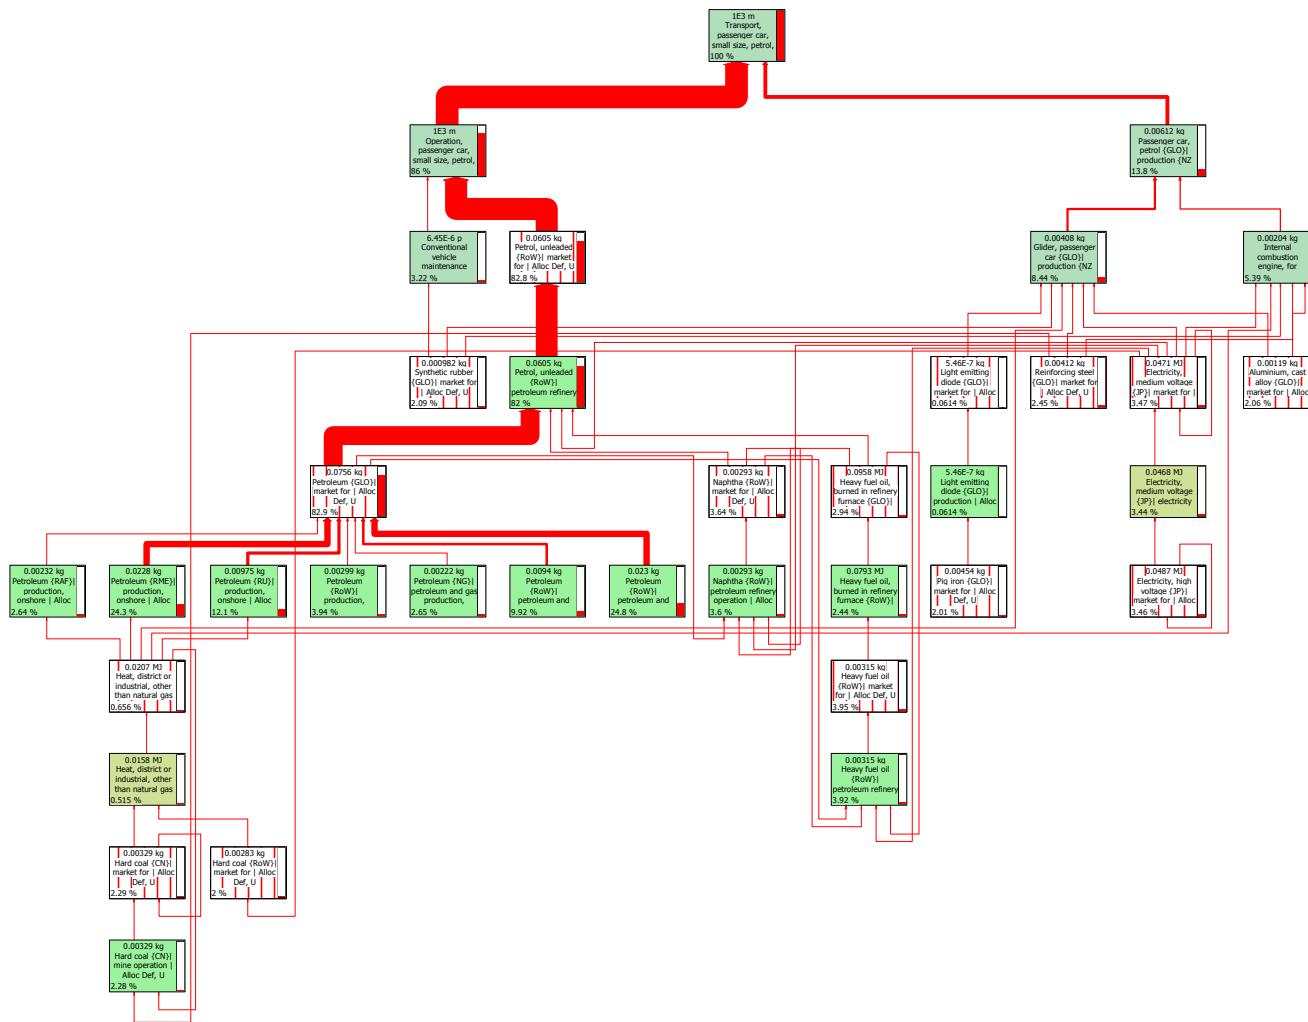 1E3 m
Transport,
passenger car,
small size, petrol,
100 %
1E3 m
Operation,
passenger car,
small size, petrol,
86 %
0.00612 kg
Passenger car,
petrol {GLO}|
production {NZ
13.8 %
6.45E-6 p
Conventional
vehicle
maintenance
3.22 %
0.0605 kg
Petrol, unleaded
{RoW}| market
for | Alloc Def, U
82.8 %
0.00408 kg
Glider, passenger
car {GLO}|
production {NZ
8.44 %
0.00204 kg
Internal
combustion
engine, for
5.39 %
0.000982 kg
Synthetic rubber
{GLO}| market for
| Alloc Def, U
2.09 %
0.0605 kg
Petrol, unleaded
{RoW}|
petroleum refinery
82 %
5.46E-7 kg
Light emitting
diode {GLO}|
market for | Alloc
0.0614 %
0.00412 kg
Reinforcing steel
{GLO}| market for
| Alloc Def, U
2.45 %
0.0471 MJ
Electricity,
medium voltage
{JP}| market for |
3.47 %
0.00119 kg
Aluminium, cast
alloy {GLO}|
market for | Alloc
2.06 %
0.0756 kg
Petroleum {GLO}|
market for | Alloc
Def, U
82.9 %
0.00293 kg
Naphtha {RoW}|
market for | Alloc
Def, U
3.64 %
0.0958 MJ
Heavy fuel oil,
burned in refinery
furnace {GLO}|
2.94 %
5.46E-7 kg
Light emitting
diode {GLO}|
production | Alloc
0.0614 %
0.0468 MJ
Electricity,
medium voltage
{JP}| electricity
3.44 %
0.00232 kg
Petroleum {RAF}|
production,
onshore | Alloc
2.64 %
0.0228 kg
Petroleum {RME}|
production,
onshore | Alloc
24.3 %
0.00975 kg
Petroleum {RU}|
production,
onshore | Alloc
12.1 %
0.00299 kg
Petroleum
{RoW}|
production,
3.94 %
0.00222 kg
Petroleum {NG}|
petroleum and gas
production,
2.65 %
0.0094 kg
Petroleum
{RoW}|
petroleum and
9.92 %
0.023 kg
Petroleum
{RoW}|
petroleum and
24.8 %
0.00293 kg
Naphtha {RoW}|
petroleum refinery
operation | Alloc
3.6 %
0.0793 MJ
Heavy fuel oil,
burned in refinery
furnace {RoW}|
2.44 %
0.00454 kg
Pig iron {GLO}|
market for | Alloc
Def, U
2.01 %
0.0487 MJ
Electricity, high
voltage {JP}|
market for | Alloc
3.46 %
0.0207 MJ
Heat, district or
industrial, other
than natural gas
0.656 %
0.00315 kg
Heavy fuel oil
{RoW}| market
for | Alloc Def, U
3.95 %
0.0158 MJ
Heat, district or
industrial, other
than natural gas
0.515 %
0.00315 kg
Heavy fuel oil
{RoW}|
petroleum refinery
3.92 %
0.00329 kg
Hard coal {CN}|
market for | Alloc
Def, U
2.29 %
0.00283 kg
Hard coal {RoW}|
market for | Alloc
Def, U
2 %
0.00329 kg
Hard coal {CN}|
mine operation |
Alloc Def, U
2.28 %